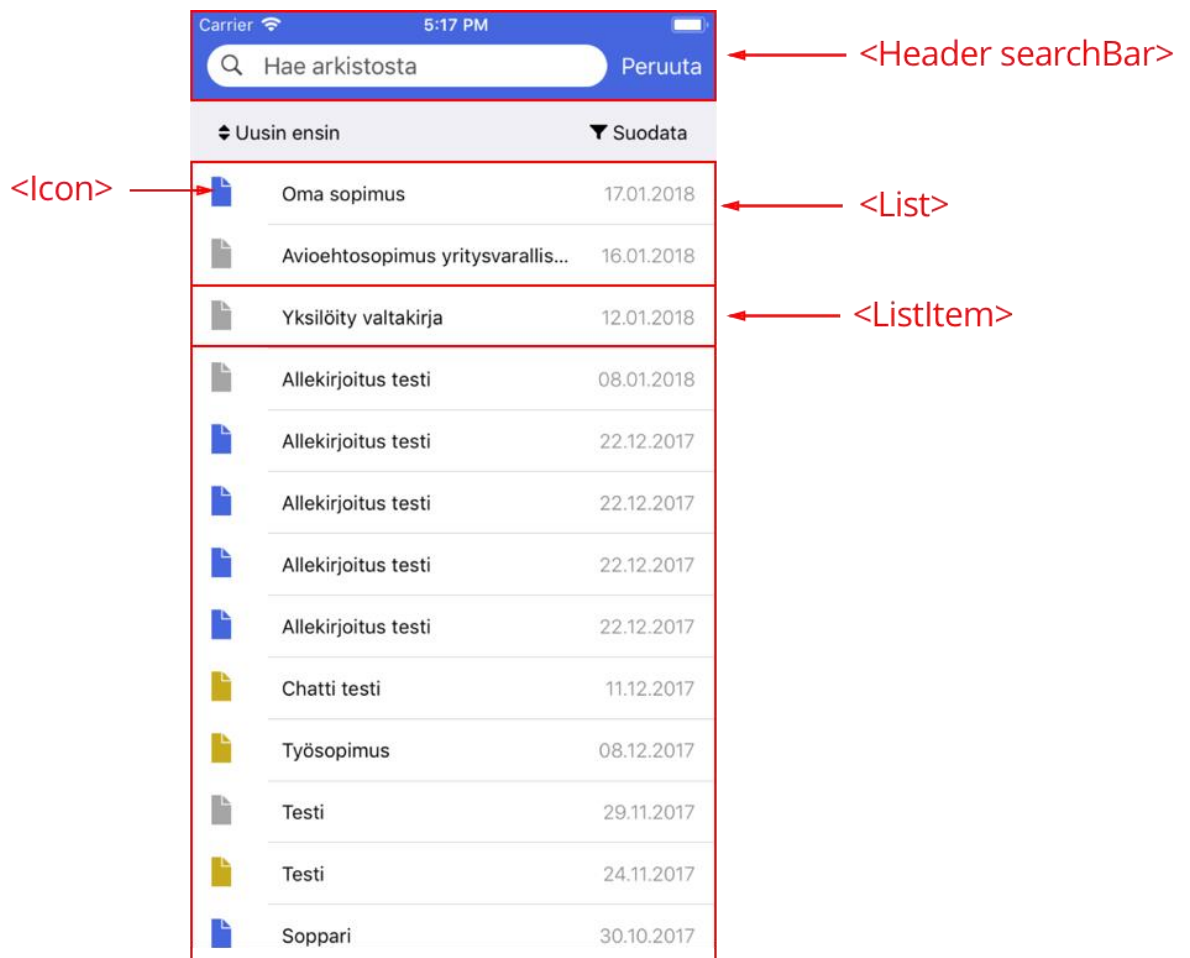 Carrier 5:17 PM
Hae arkistosta Peruuta
<Header searchBar>
Uusin ensin Suodata
<Icon>
Oma sopimus 17.01.2018
<List>
Avioehtosopimus yritysvarallis... 16.01.2018
Yksilöity valtakirja 12.01.2018
<ListItem>
Allekirjoitus testi 08.01.2018
Allekirjoitus testi 22.12.2017
Allekirjoitus testi 22.12.2017
Allekirjoitus testi 22.12.2017
Allekirjoitus testi 22.12.2017
Chatti testi 11.12.2017
Työsopimus 08.12.2017
Testi 29.11.2017
Testi 24.11.2017
Soppari 30.10.2017